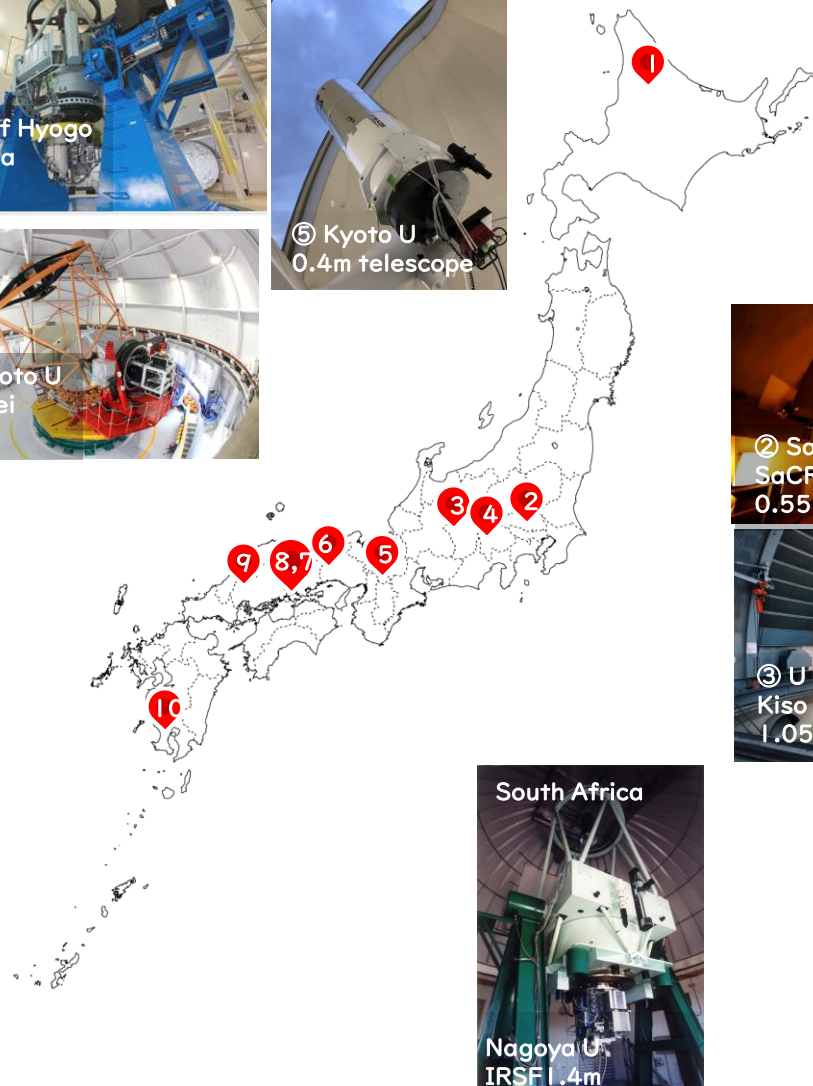 f Hyogo
a
⑤ Kyoto U
0.4m telescope
oto U
ei
1
② Sa
SaCR
0.55
3
4
2
6
5
9
8,7
③ U
Kiso
1.05
10
South Africa
Nagoya U
IRSF1.4m